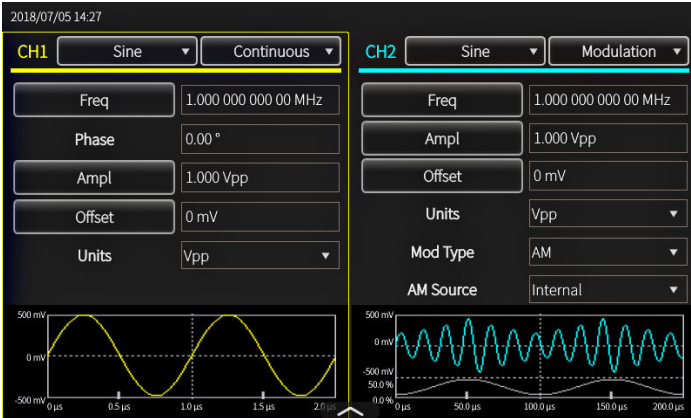 2018/07/05 14:27
CH1 Sine Continuous
Freq 1.000 000 000 00 MHz
Phase 0.00 °
Ampl 1.000 Vpp
Offset 0 mV
Units Vpp
500 mV
0 mV
-500 mV
0 µs 0.5 µs 1.0 µs 1.5 µs 2.0 µs
CH2 Sine Modulation
Freq 1.000 000 000 00 MHz
Ampl 1.000 Vpp
Offset 0 mV
Units Vpp
Mod Type AM
AM Source Internal
500 mV
0 mV
-500 mV
50.0 %
0.0 %
0 µs 50.0 µs 100.0 µs 150.0 µs 200.0 µs